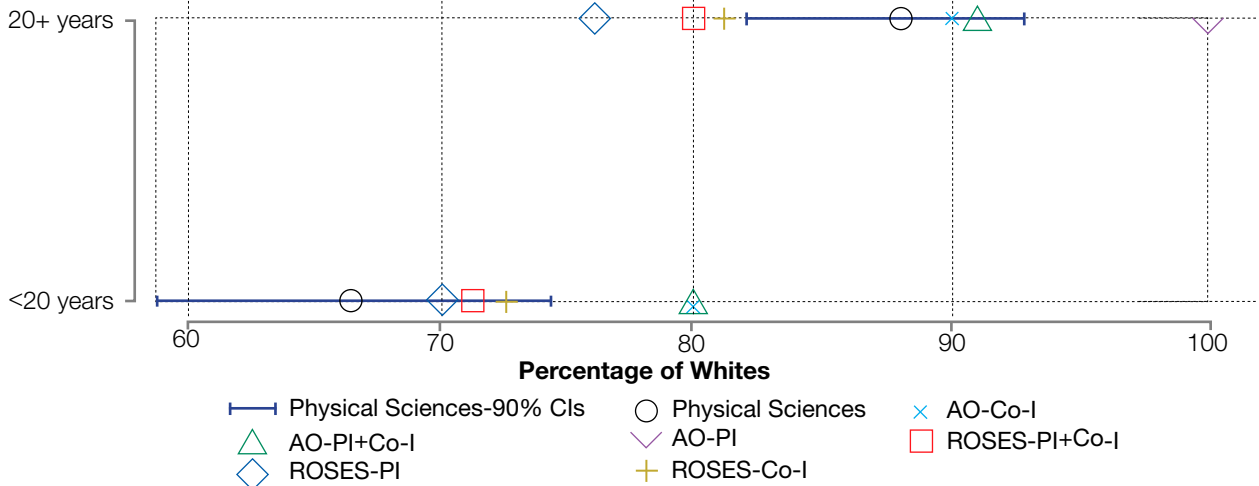 20+ years
<20 years
60 70 80 90 100
Percentage of Whites
Physical Sciences-90% CIs Physical Sciences AO-Co-I
AO-PI+Co-I AO-PI ROSES-PI+Co-I
ROSES-PI ROSES-Co-I